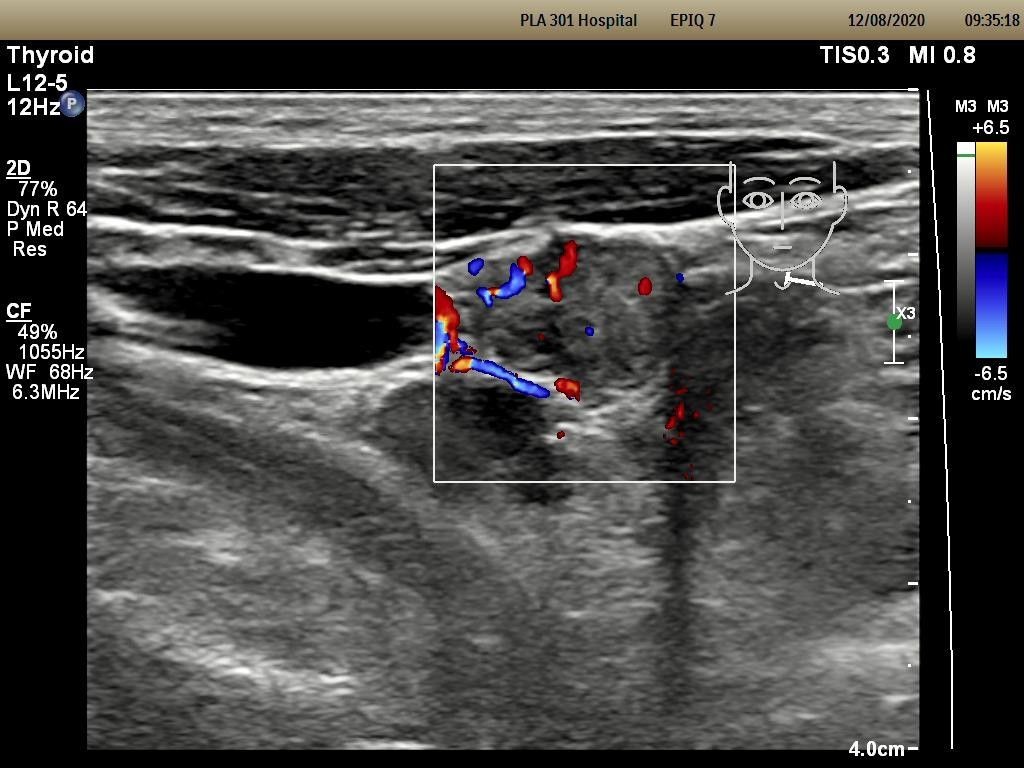 PLA 301 Hospital EPIQ 7 12/08/2020 09:35:18
Thyroid TIS0.3 MI 0.8
L12-5
12Hz P
M3 M3
+6.5
2D
77%
Dyn R 64
P Med
Res
X3
CF
49%
1055Hz
WF 68Hz
6.3MHz
-6.5
cm/s
4.0cm